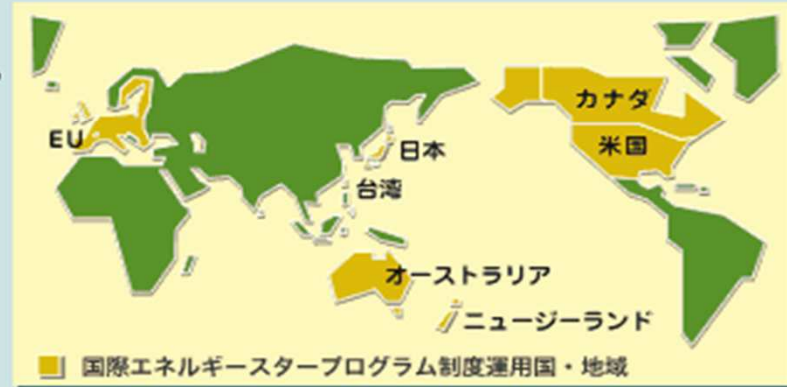 カナダ
EU
米国
日本
台湾
オーストラリア
ニュージーランド
国際エネルギースタープログラム制度運用国・地域